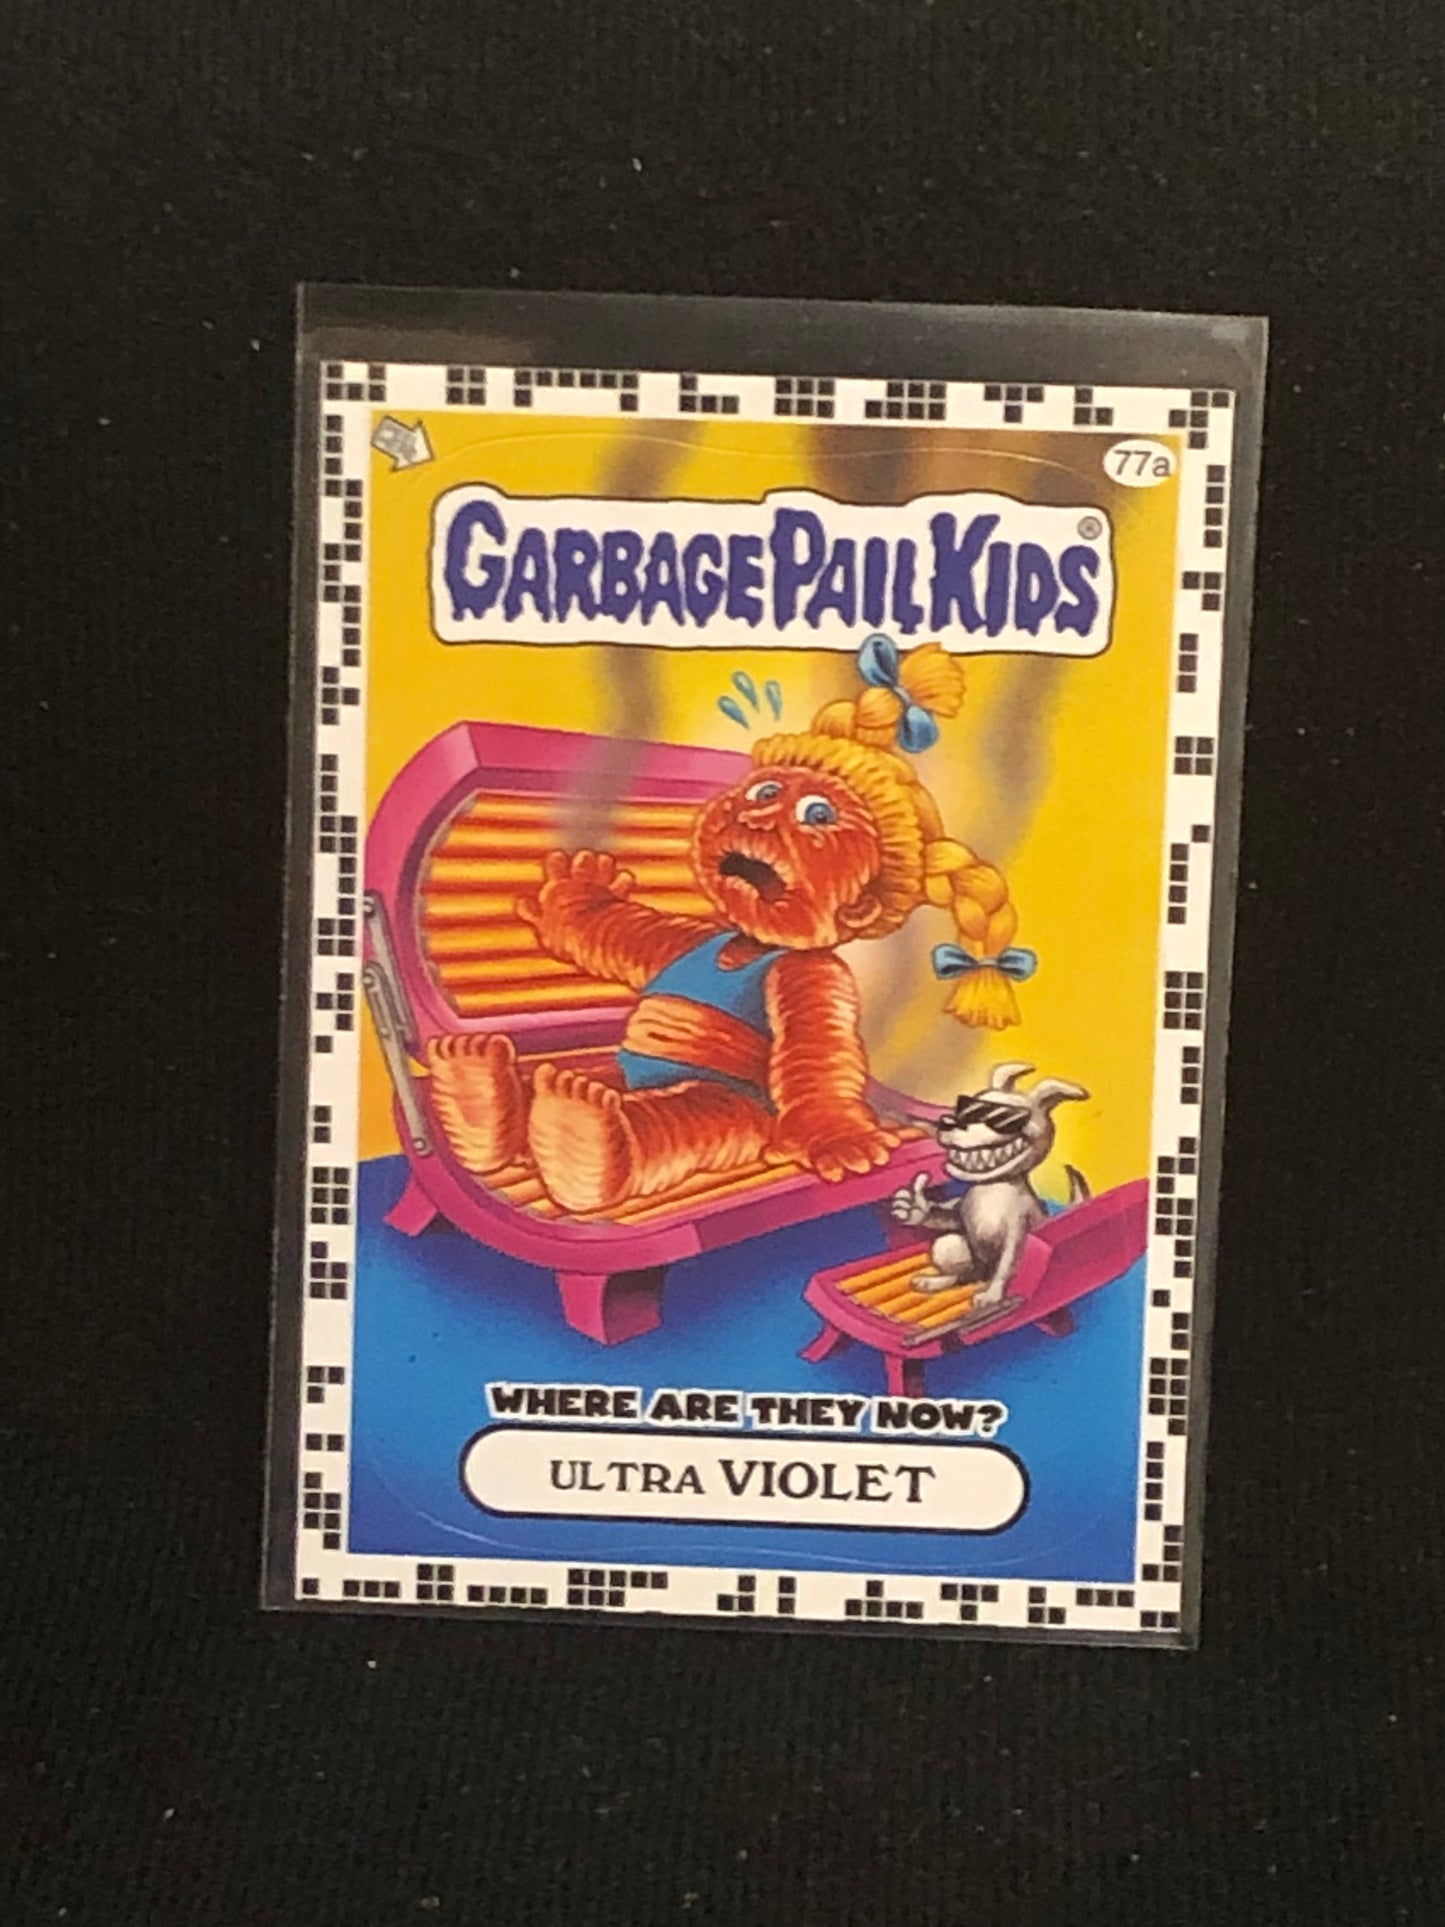 77a
GARBAGE PAIL KIDS®
WHERE ARE THEY NOW?
ULTRA VIOLET